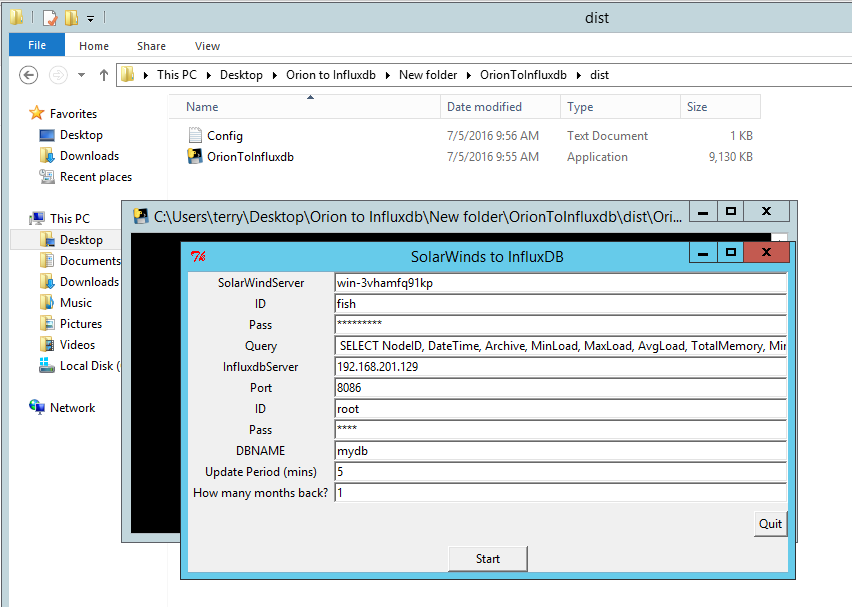 dist
File Home Share View
This PC Desktop Orion to Influxdb New folder OrionToInfluxdb dist
Name Date modified Type Size
Config 7/5/2016 9:56 AM Text Document 1 KB
OrionToInfluxdb 7/5/2016 9:55 AM Application 9,130 KB
Favorites
Desktop
Downloads
Recent places
This PC
Desktop
Documents
Downloads
Music
Pictures
Videos
Local Disk (
Network
C:\Users\terry\Desktop\Orion to Influxdb\New folder\OrionToInfluxdb\dist\Ori...
SolarWinds to InfluxDB
SolarWindServer win-3vhamfq91kp
ID fish
Pass *********
Query SELECT NodeID, DateTime, Archive, MinLoad, MaxLoad, AvgLoad, TotalMemory, Mir
InfluxdbServer 192.168.201.129
Port 8086
ID root
Pass ****
DBNAME mydb
Update Period (mins) 5
How many months back? 1
Quit
Start